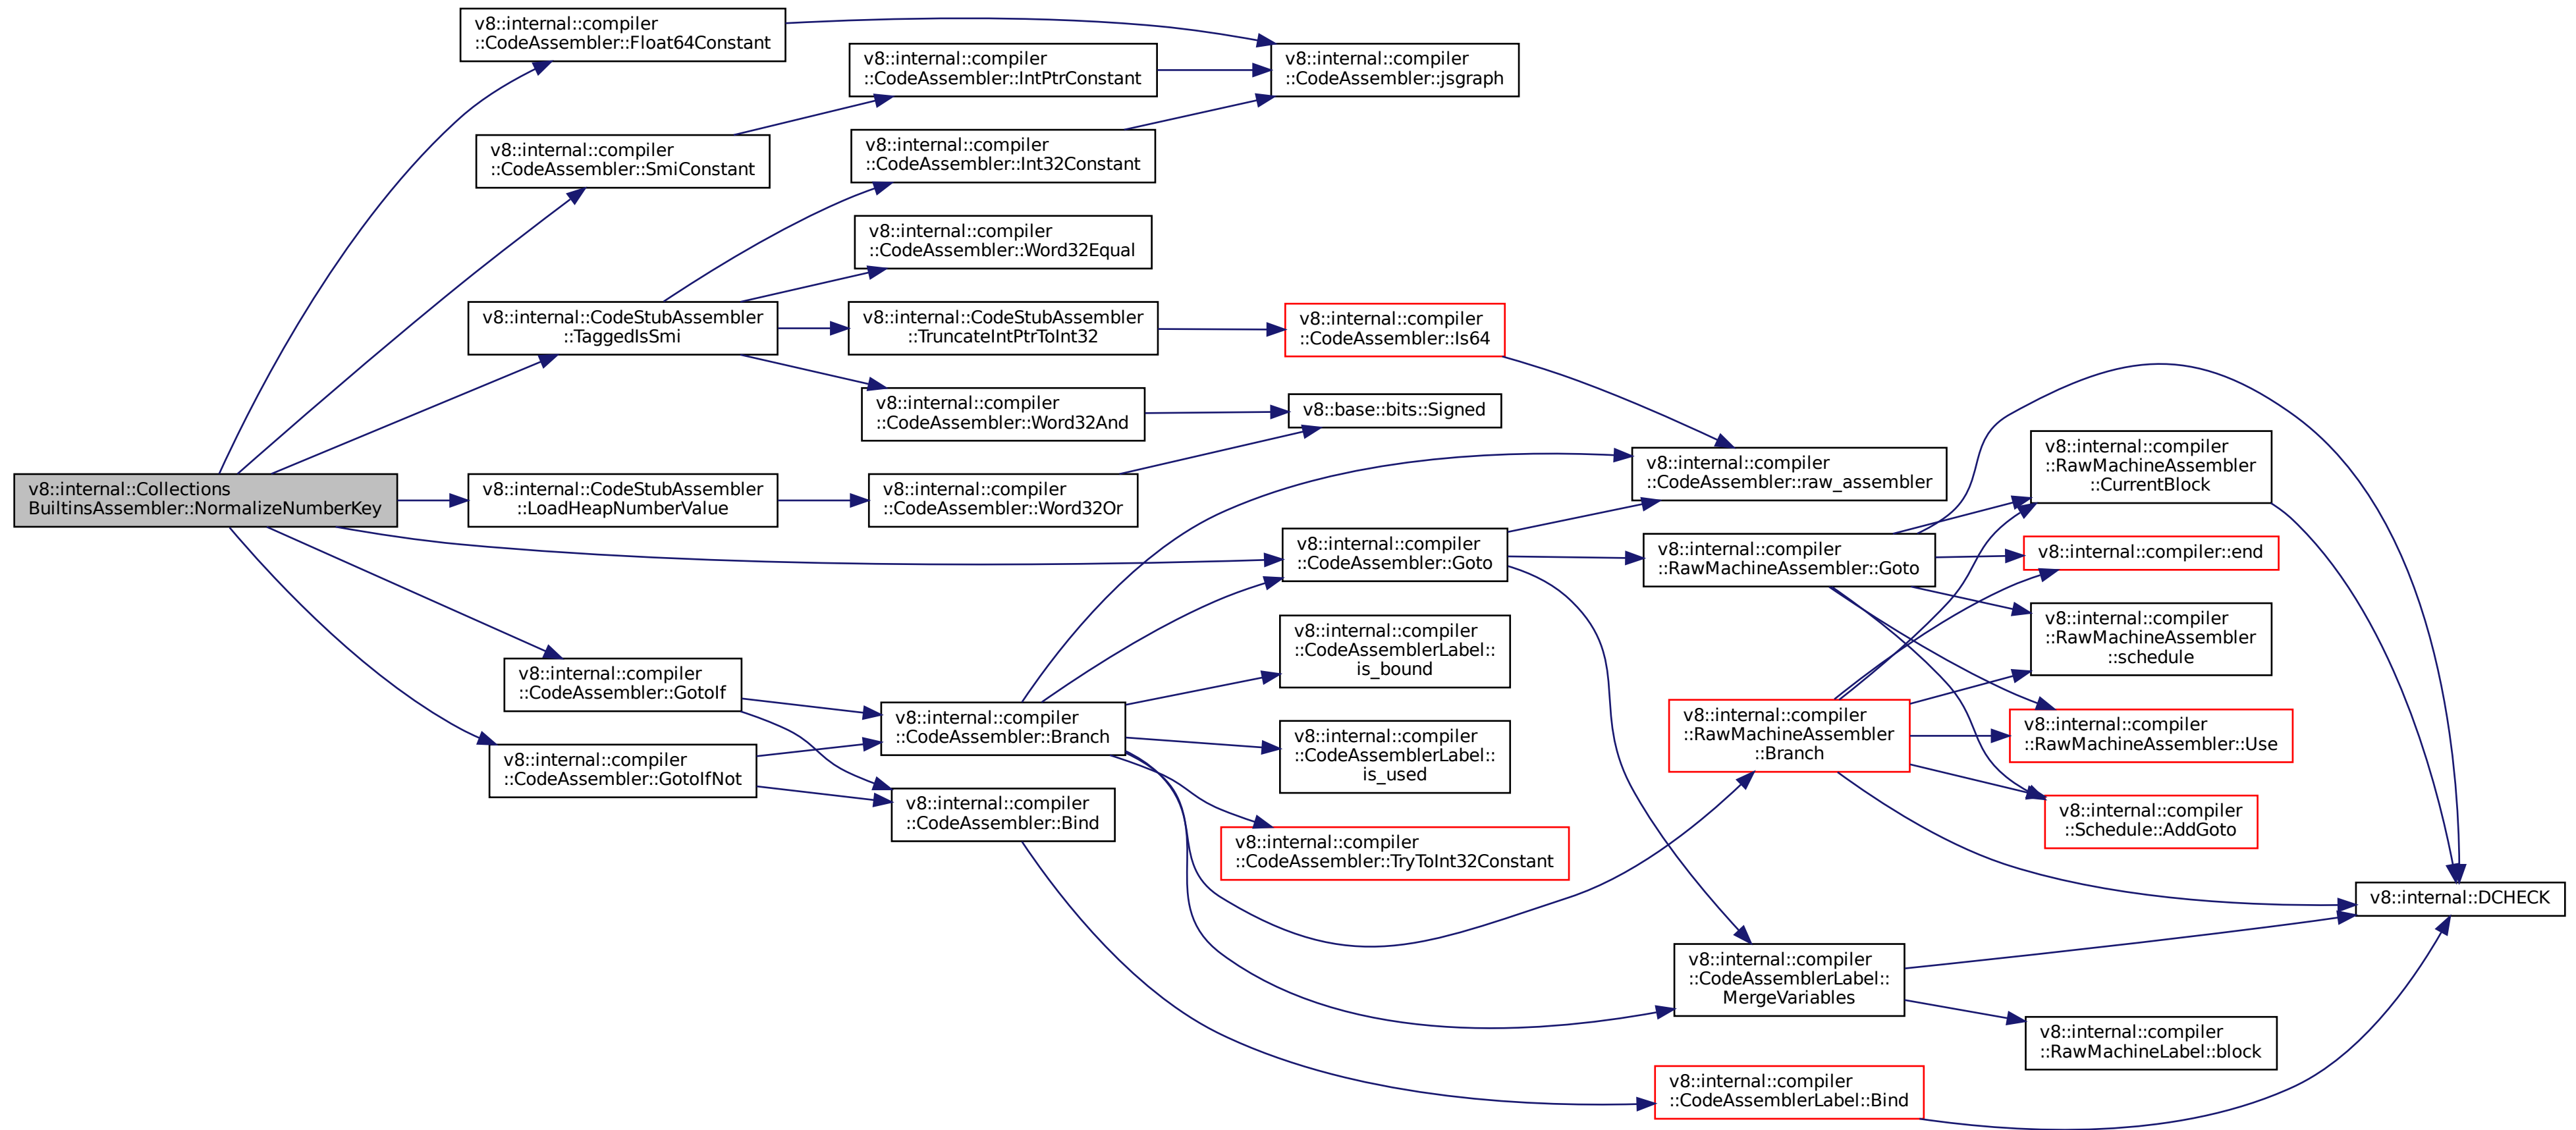 v8::internal::compiler
::CodeAssembler::Float64Constant
v8::internal::compiler
::CodeAssembler::IntPtrConstant
v8::internal::compiler
::CodeAssembler::jsgraph
v8::internal::compiler
::CodeAssembler::SmiConstant
v8::internal::compiler
::CodeAssembler::Int32Constant
v8::internal::compiler
::CodeAssembler::Word32Equal
v8::internal::CodeStubAssembler
::TaggedIsSmi
v8::internal::CodeStubAssembler
::TruncateIntPtrToInt32
v8::internal::compiler
::CodeAssembler::Is64
v8::internal::compiler
::CodeAssembler::Word32And
v8::base::bits::Signed
v8::internal::Collections
BuiltinsAssembler::NormalizeNumberKey
v8::internal::CodeStubAssembler
::LoadHeapNumberValue
v8::internal::compiler
::CodeAssembler::Word32Or
v8::internal::compiler
::CodeAssembler::raw_assembler
v8::internal::compiler
::RawMachineAssembler
::CurrentBlock
v8::internal::compiler
::CodeAssembler::Goto
v8::internal::compiler
::RawMachineAssembler::Goto
v8::internal::compiler::end
v8::internal::compiler
::CodeAssemblerLabel::
is_bound
v8::internal::compiler
::RawMachineAssembler
::schedule
v8::internal::compiler
::CodeAssembler::GotoIf
v8::internal::compiler
::CodeAssembler::Branch
v8::internal::compiler
::CodeAssemblerLabel::
is_used
v8::internal::compiler
::RawMachineAssembler
::Branch
v8::internal::compiler
::RawMachineAssembler::Use
v8::internal::compiler
::CodeAssembler::GotoIfNot
v8::internal::compiler
::CodeAssembler::Bind
v8::internal::compiler
::CodeAssembler::TryToInt32Constant
v8::internal::compiler
::Schedule::AddGoto
v8::internal::DCHECK
v8::internal::compiler
::CodeAssemblerLabel::
MergeVariables
v8::internal::compiler
::RawMachineLabel::block
v8::internal::compiler
::CodeAssemblerLabel::Bind